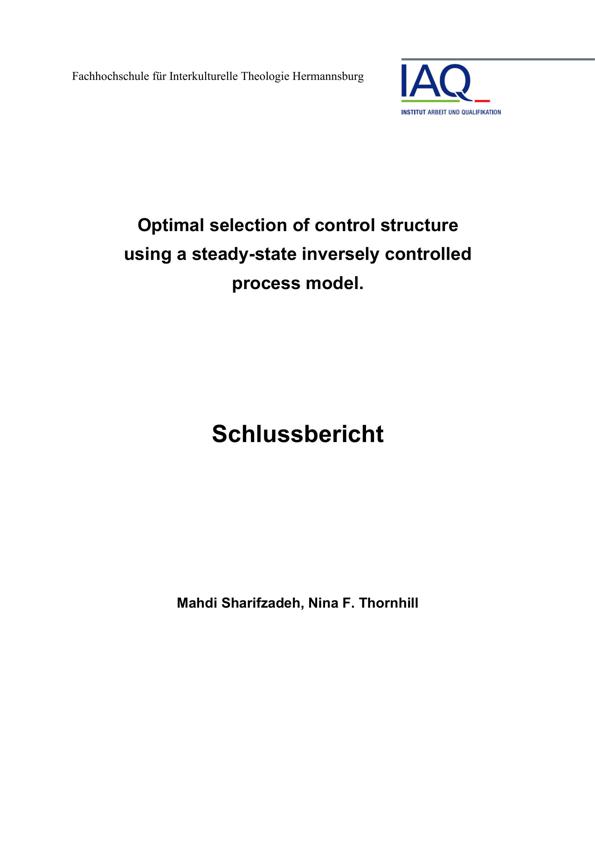 Fachhochschule für Interkulturelle Theologie Hermannsburg
IAQ
INSTITUT ARBEIT UND QUALIFIKATION
Optimal selection of control structure
using a steady-state inversely controlled
process model.
Schlussbericht
Mahdi Sharifzadeh, Nina F. Thornhill